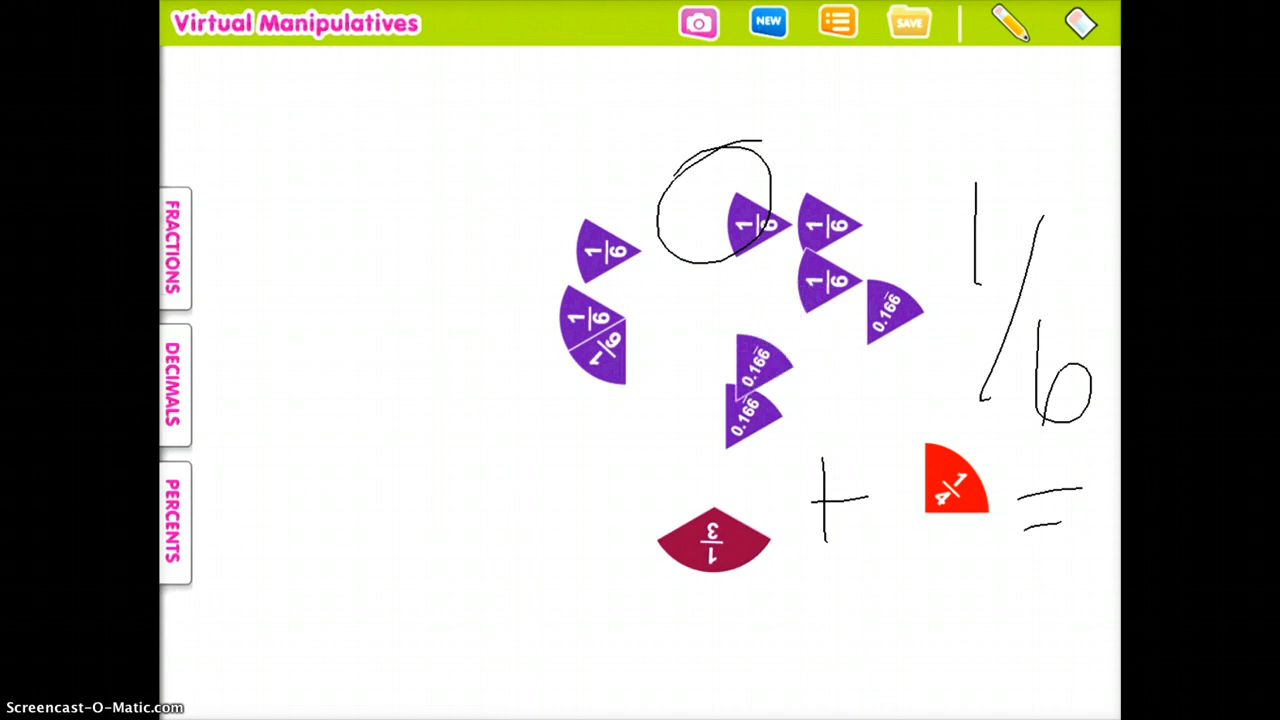 Virtual Manipulatives
NEW
SAVE
FRACTIONS
DECIMALS
PERCENTS
1/6
1/6
1/6
1/6
1/6
1/6
0.166
0.166
0.166
1/6
1/3 + 1/4 =
Screencast-O-Matic.com